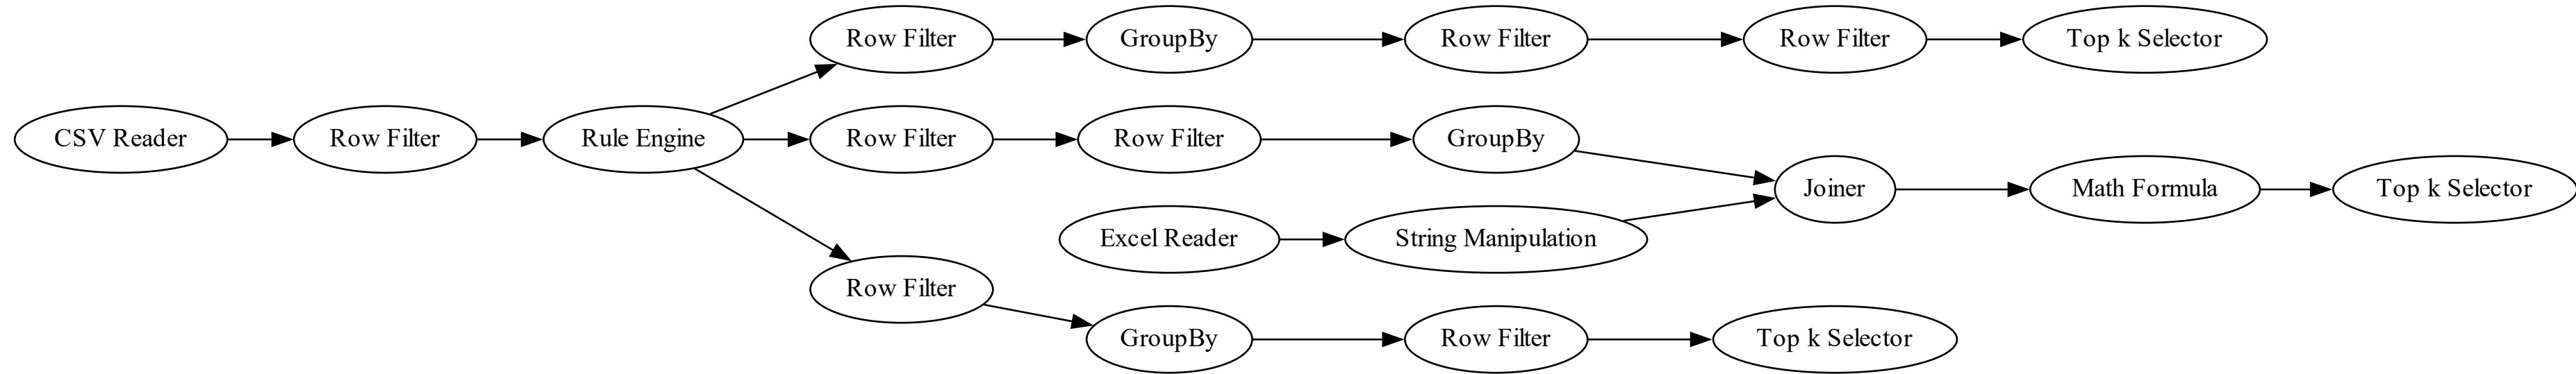 Row Filter
GroupBy
Row Filter
Row Filter
Top k Selector
CSV Reader
Row Filter
Rule Engine
Row Filter
Row Filter
GroupBy
Joiner
Math Formula
Top k Selector
Excel Reader
String Manipulation
Row Filter
GroupBy
Row Filter
Top k Selector